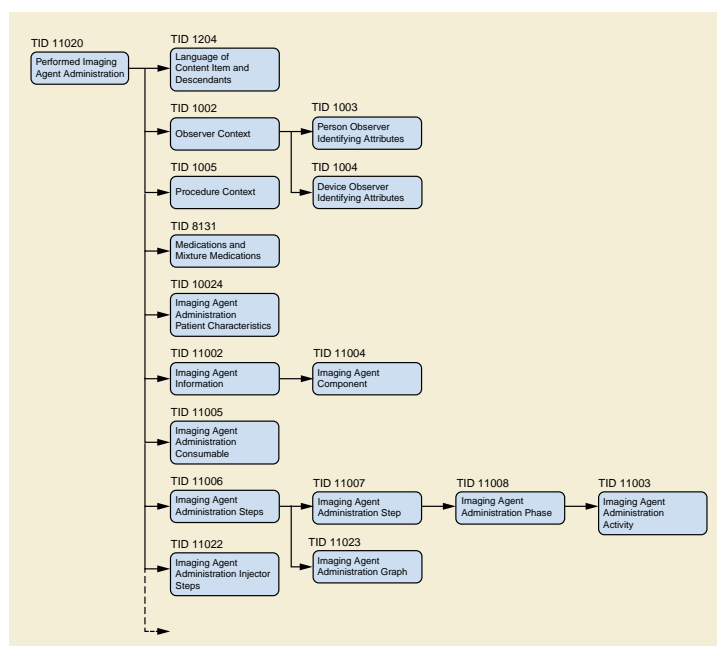 TID 11020
Performed Imaging
Agent Administration
TID 1204
Language of
Content Item and
Descendants
TID 1002
Observer Context
TID 1003
Person Observer
Identifying Attributes
TID 1005
Procedure Context
TID 1004
Device Observer
Identifying Attributes
TID 8131
Medications and
Mixture Medications
TID 10024
Imaging Agent
Administration
Patient Characteristics
TID 11002
Imaging Agent
Information
TID 11004
Imaging Agent
Component
TID 11005
Imaging Agent
Administration
Consumable
TID 11006
Imaging Agent
Administration Steps
TID 11007
Imaging Agent
Administration Step
TID 11008
Imaging Agent
Administration Phase
TID 11003
Imaging Agent
Administration
Activity
TID 11022
Imaging Agent
Administration Injector
Steps
TID 11023
Imaging Agent
Administration Graph